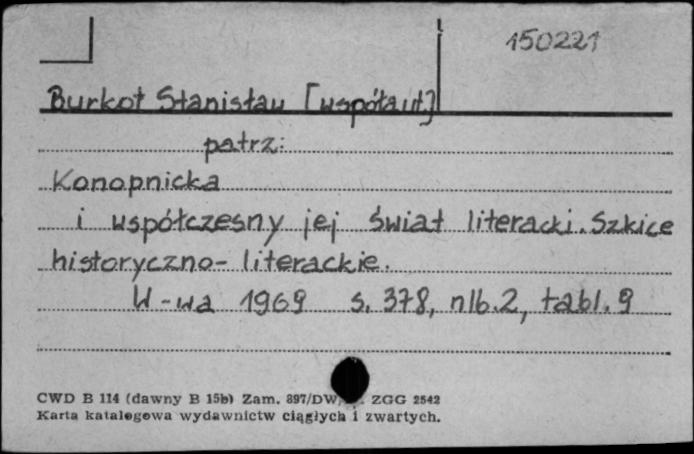 150221
Burkot Stanisław [współaut]
patrz:
Konopnicka
i współczesny jej świat literacki. Szkice
historyczno-literackie.
W-wa 1969 s. 378, nlb.2, tabl. 9
CWD B 114 (dawny B 15b) Zam. 897/DW/ ZGG 2542
Karta katalogowa wydawnictw ciągłych i zwartych.